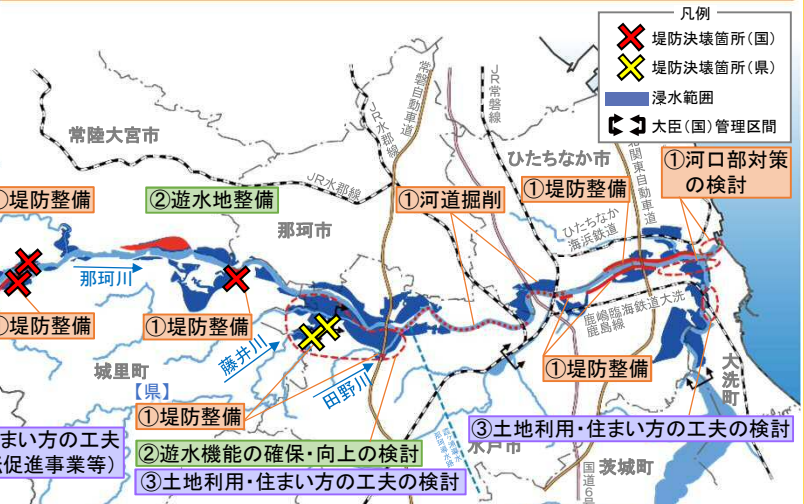 凡例
堤防決壊箇所(国)
堤防決壊箇所(県)
浸水範囲
大臣(国)管理区間
JR水郡線
常磐自動車道
JR常磐線
常陸大宮市
ひたちなか市
北関東自動車道
①河口部対策
の検討
JR水郡線
①堤防整備
②遊水地整備
①河道掘削
①堤防整備
那珂市
ひたちなか
海浜鉄道
那珂川
鹿嶋臨海鉄道大洗
鹿島線
①堤防整備
①堤防整備
藤井川
城里町
田野川
①堤防整備
大洗町
【県】
①堤防整備
③土地利用・住まい方の工夫の検討
まい方の工夫
促進事業等)
②遊水機能の確保・向上の検討
水戸市
茨城町
国道6号
③土地利用・住まい方の工夫の検討